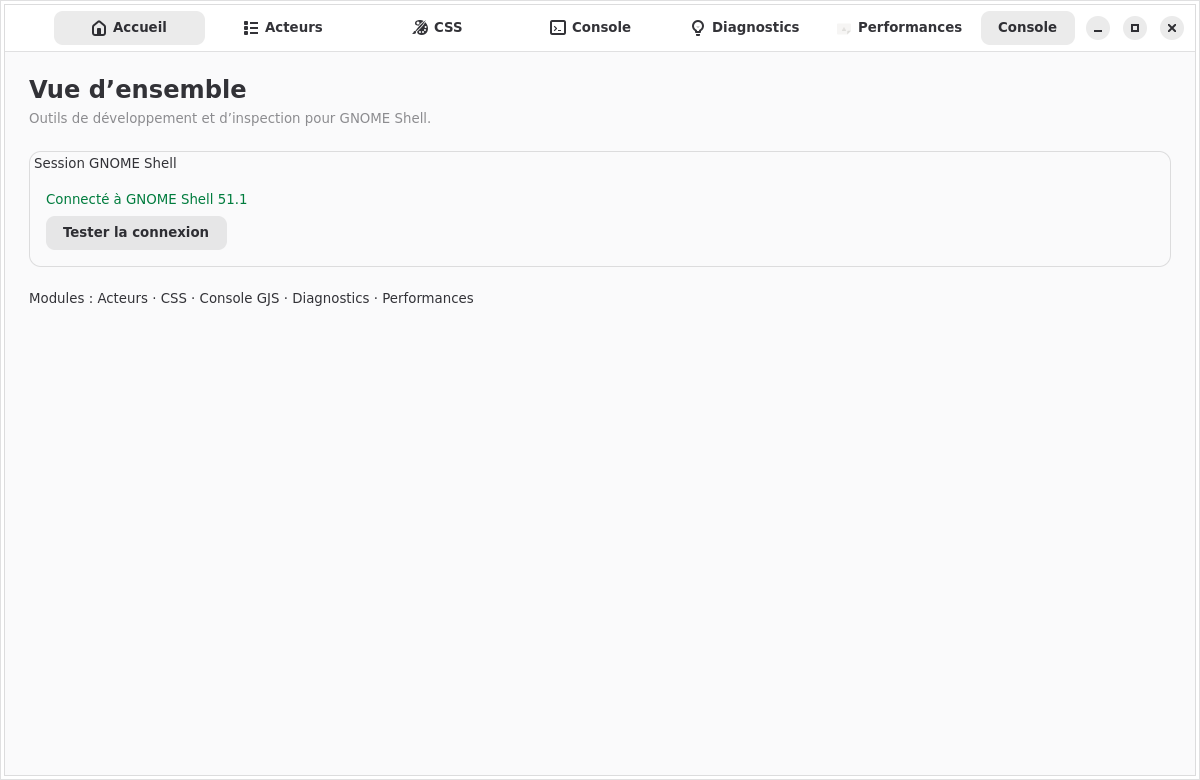 Accueil Acteurs CSS Console Diagnostics Performances Console
Vue d’ensemble
Outils de développement et d’inspection pour GNOME Shell.
Session GNOME Shell
Connecté à GNOME Shell 51.1
Tester la connexion
Modules : Acteurs · CSS · Console GJS · Diagnostics · Performances